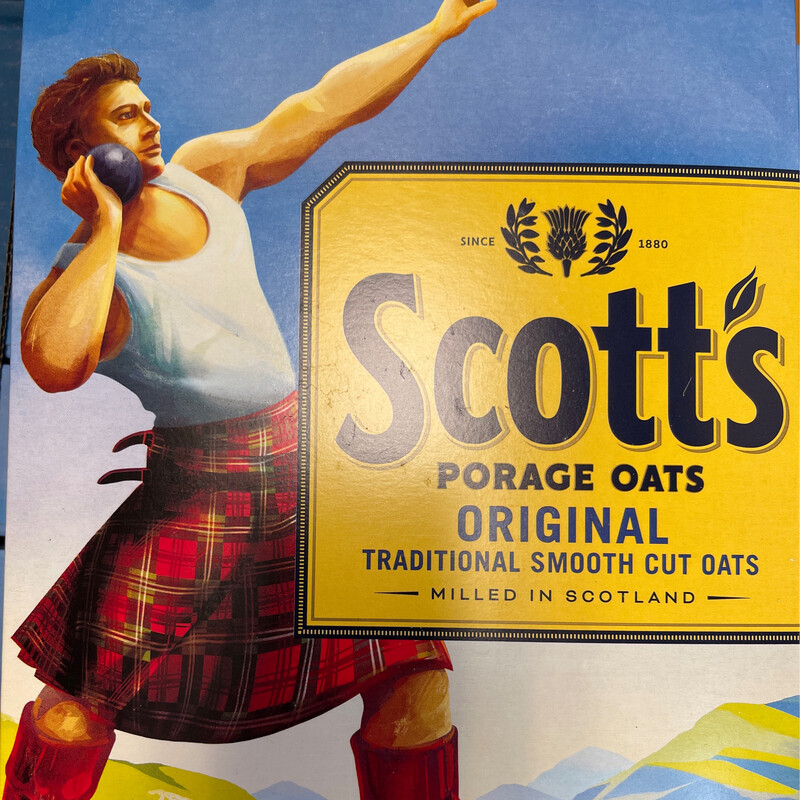 SINCE 1880
Scott's
PORAGE OATS
ORIGINAL
TRADITIONAL SMOOTH CUT OATS
MILLED IN SCOTLAND